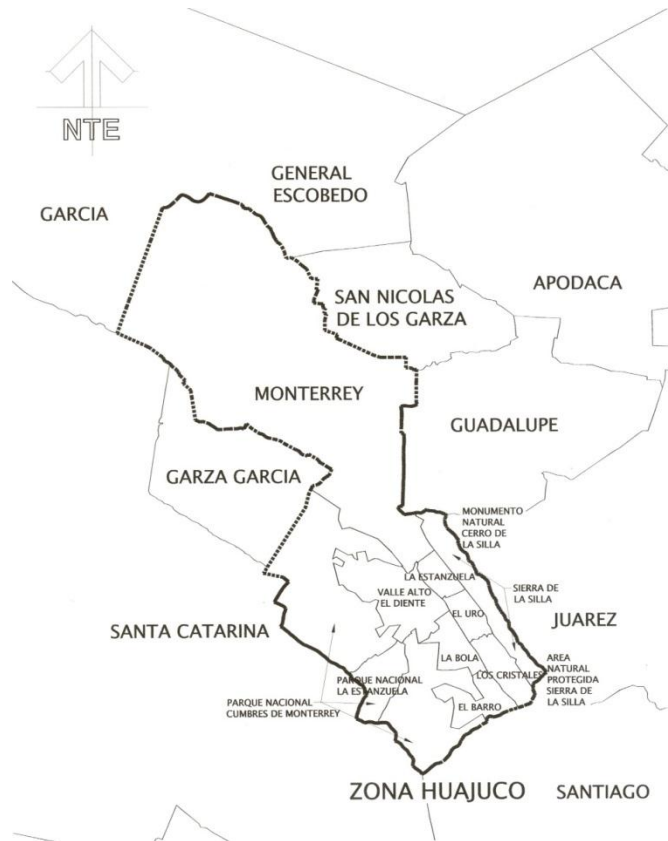 NTE
GENERAL
ESCOBEDO
GARCIA
APODACA
SAN NICOLAS
DE LOS GARZA
MONTERREY
GUADALUPE
GARZA GARCIA
MONUMENTO
NATURAL
CERRO DE
LA SILLA
LA ESTANZUELA
SIERRA DE
LA SILLA
VALLE ALTO
EL DIENTE
EL URO
JUAREZ
SANTA CATARINA
LA BOLA
AREA
NATURAL
PROTEGIDA
SIERRA DE
LA SILLA
LOS CRISTALES
PARQUE NACIONAL
LA ESTANZUELA
PARQUE NACIONAL
CUMBRES DE MONTERREY
EL BARRO
ZONA HUAJUCO
SANTIAGO